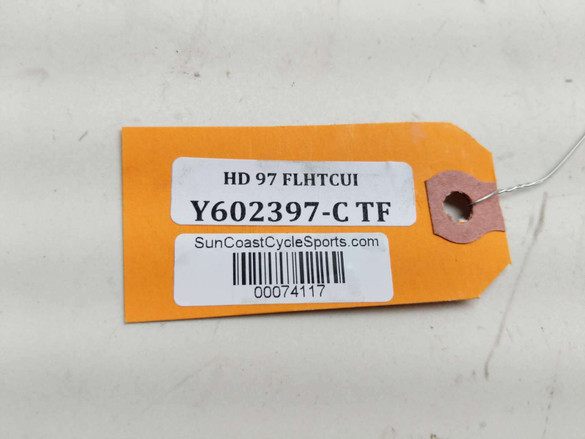 HD 97 FLHTCUI
Y602397-C TF
SunCoastCycleSports.com
00074117